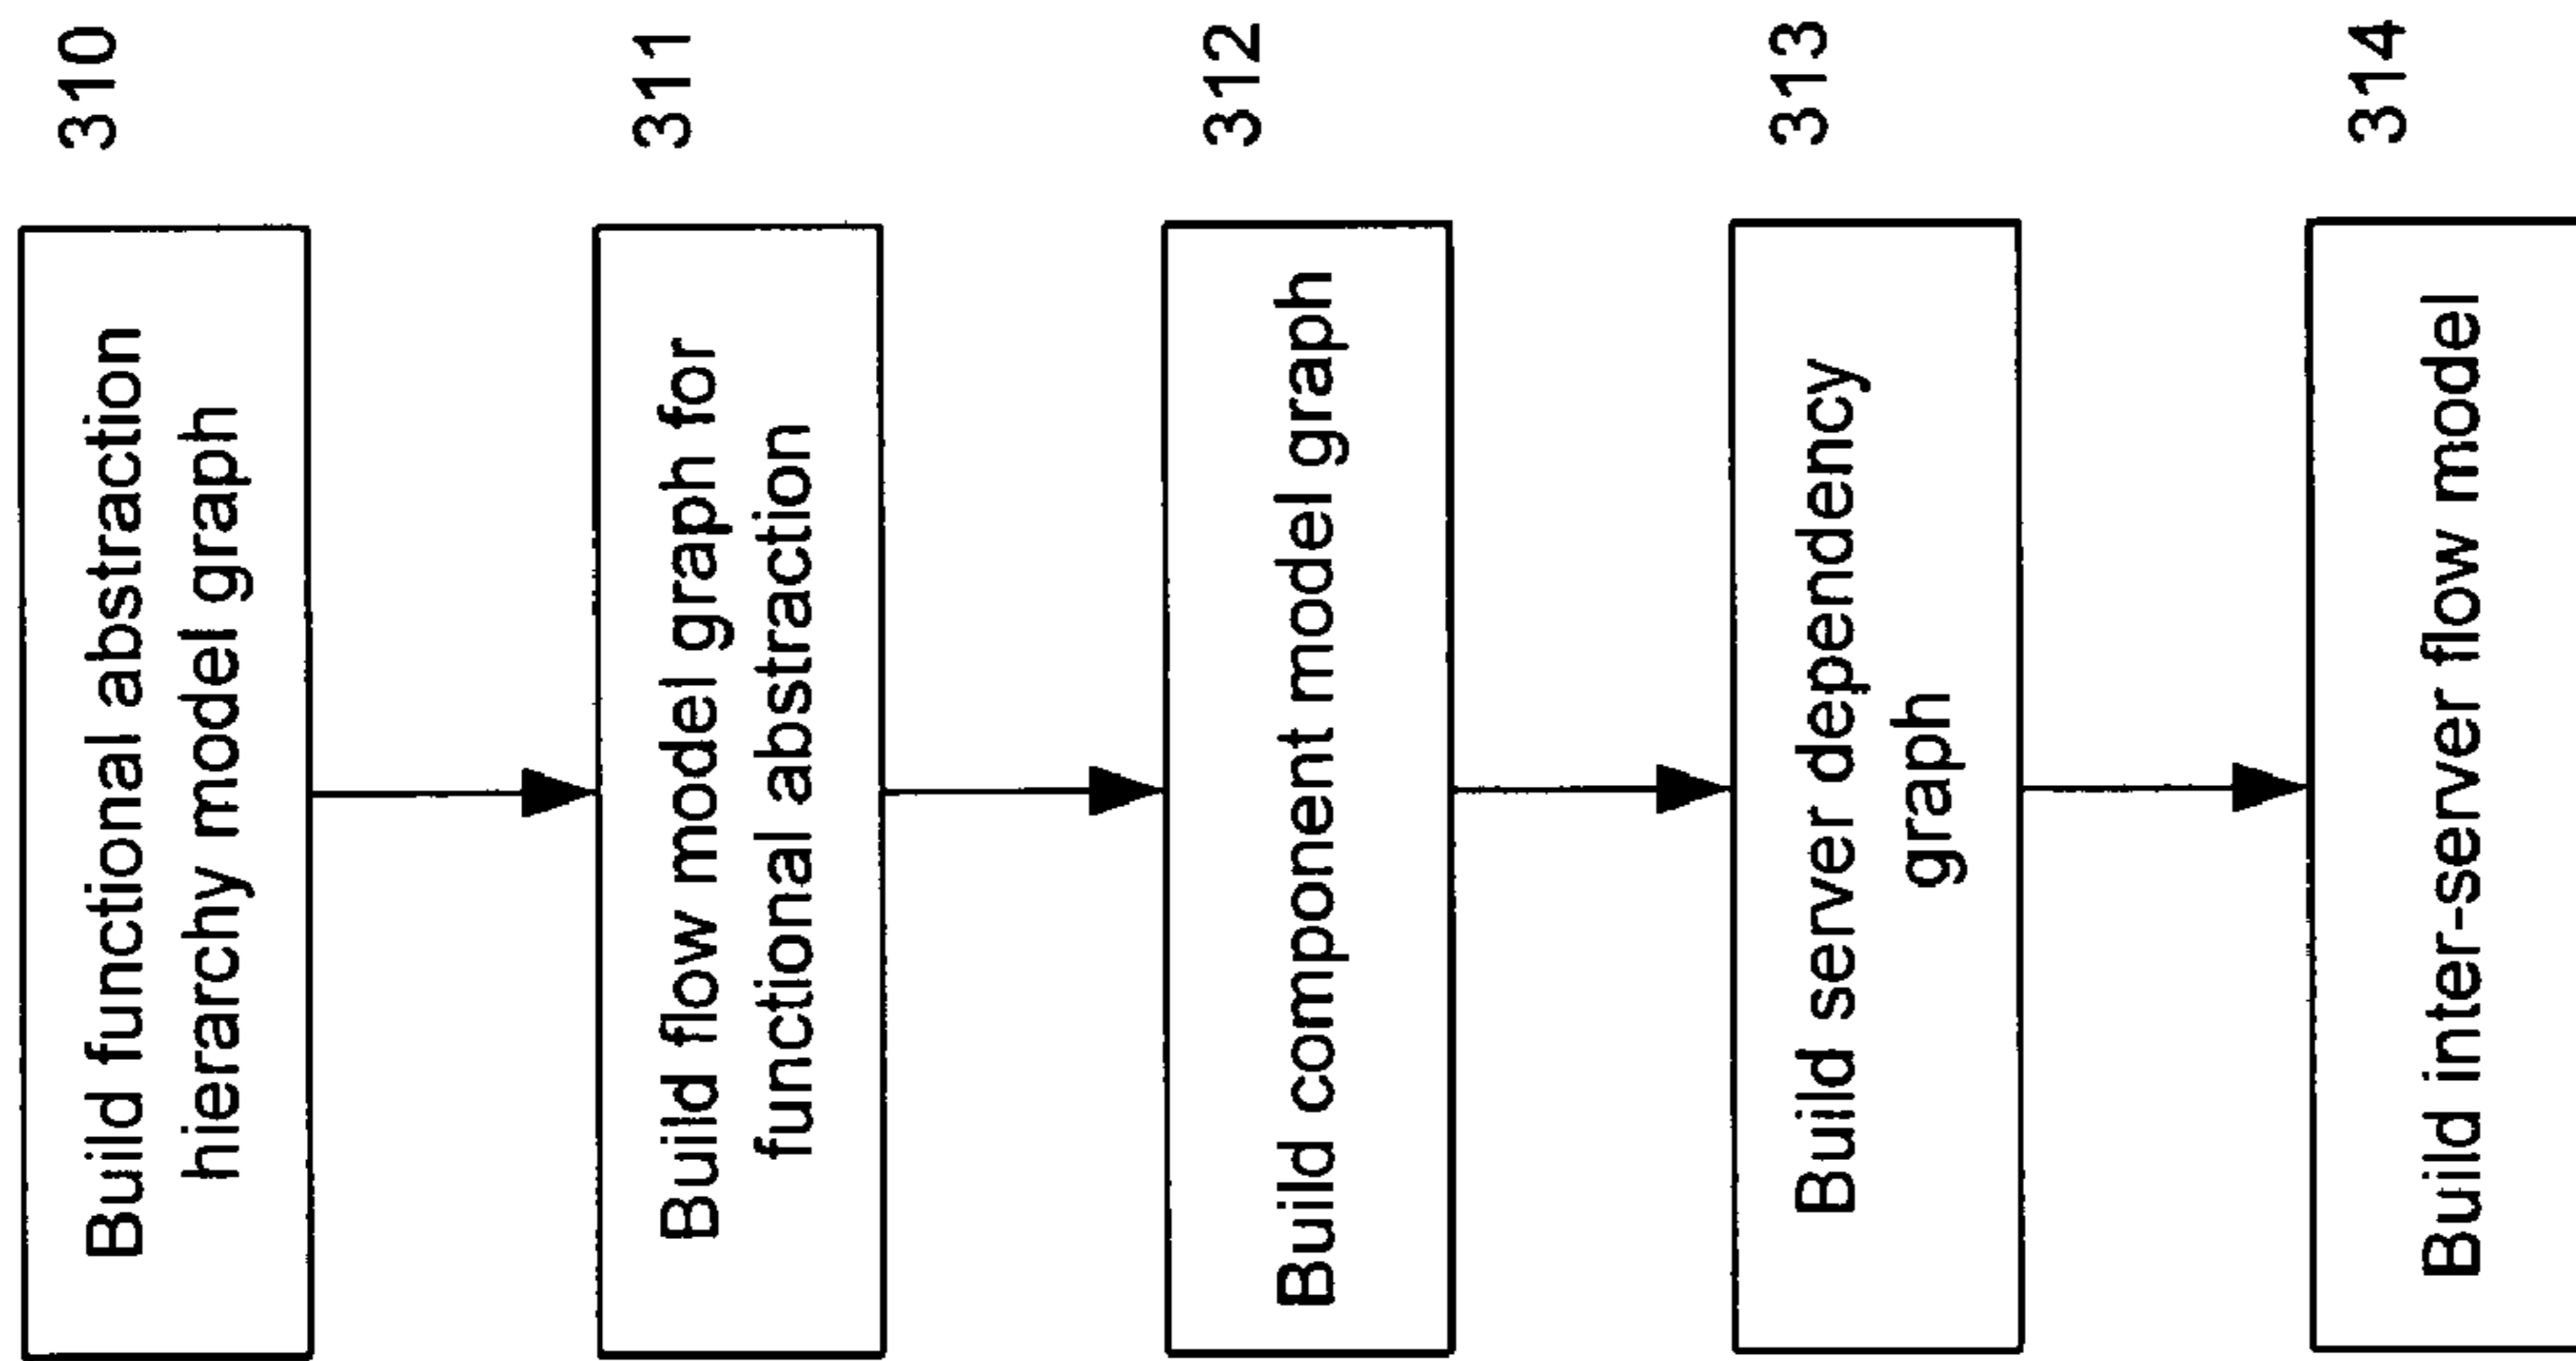 310
Build functional abstraction
hierarchy model graph
311
Build flow model graph for
functional abstraction
312
Build component model graph
313
Build server dependency
graph
314
Build inter-server flow model